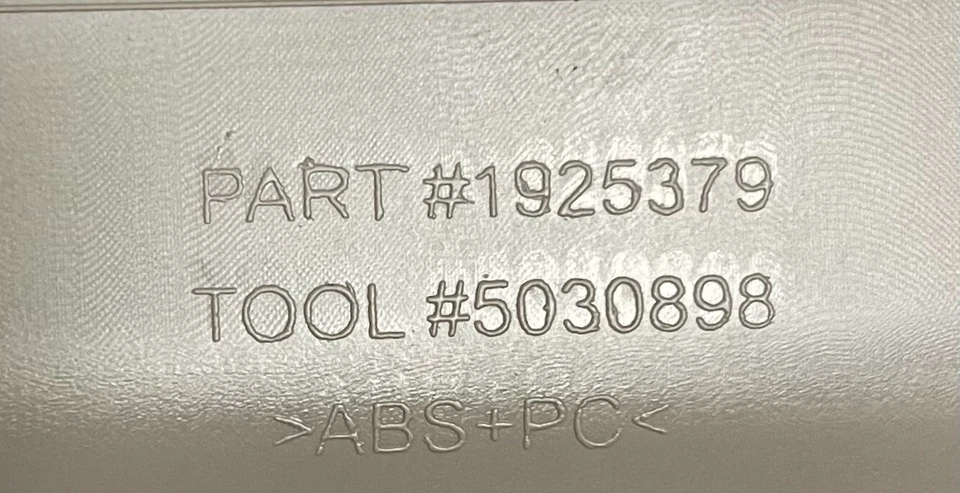 PART #1925379
TOOL #5030898
>ABS+PC<